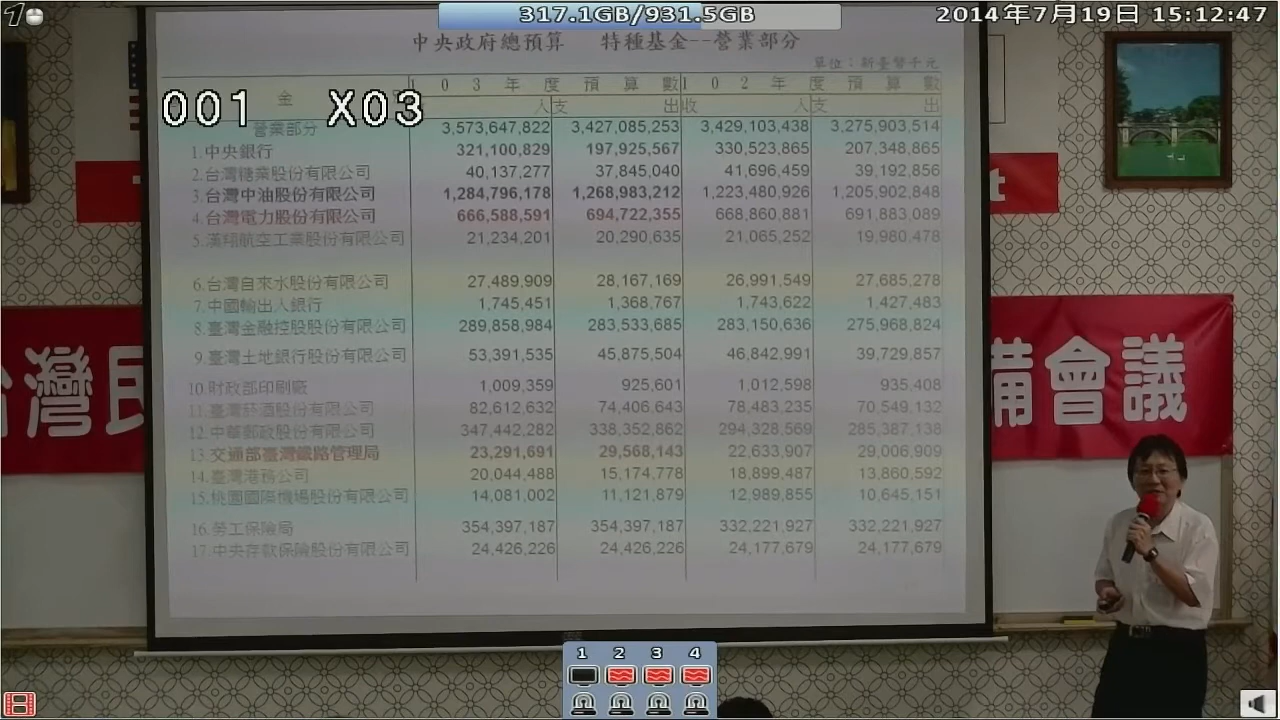 317.1GB/931.5GB
2014年7月19日 15:12:47
中央政府總預算 特種基金--營業部分
單位：新臺幣千元
103年度預算數 102年度預算數
001 X03
金 入 支出 收入 支出
營業部分 3,573,647,822 3,427,085,253 3,429,103,438 3,275,903,514
1.中央銀行 321,100,829 197,925,567 330,523,865 207,348,865
2.台灣糖業股份有限公司 40,137,277 37,845,040 41,696,459 39,192,856
3.台灣中油股份有限公司 1,284,796,178 1,268,983,212 1,223,480,926 1,205,902,848
4.台灣電力股份有限公司 666,588,591 694,722,355 668,860,881 691,883,089
5.漢翔航空工業股份有限公司 21,234,201 20,290,635 21,065,252 19,980,478
6.台灣自來水股份有限公司 27,489,909 28,167,169 26,991,549 27,685,278
7.中國輸出入銀行 1,745,451 1,368,767 1,743,622 1,427,483
8.臺灣金融控股股份有限公司 289,858,984 283,533,685 283,150,636 275,968,824
9.臺灣土地銀行股份有限公司 53,391,535 45,875,504 46,842,991 39,729,857
10.財政部印刷廠 1,009,359 925,601 1,012,598 935,408
11.臺灣菸酒股份有限公司 82,612,632 74,406,643 78,483,235 70,549,132
12.中華郵政股份有限公司 347,442,282 338,352,862 294,328,569 285,387,138
13.交通部臺灣鐵路管理局 23,291,691 29,568,143 22,633,907 29,006,909
14.臺灣港務公司 20,044,488 15,174,778 18,899,487 13,860,592
15.桃園國際機場股份有限公司 14,081,002 11,121,879 12,989,855 10,645,151
16.勞工保險局 354,397,187 354,397,187 332,221,927 332,221,927
17.中央存款保險股份有限公司 24,426,226 24,426,226 24,177,679 24,177,679
台灣民
備會議
1 2 3 4